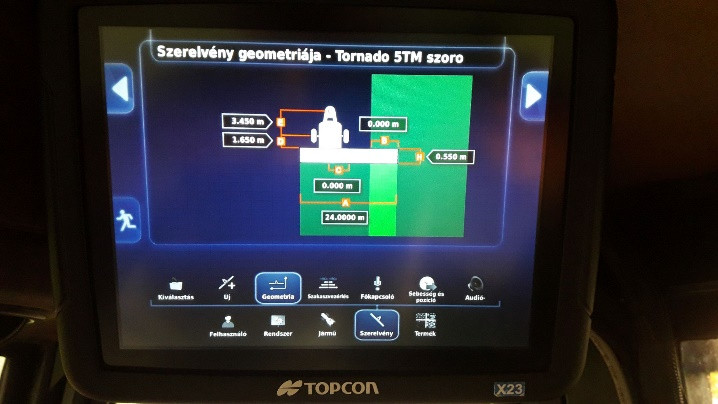 Szerelvény geometriája - Tornado 5TM szoro
3.450 m
E
0.000 m
1.650 m
D
B
H
0.550 m
C
0.000 m
A
24.0000 m
Kiválasztás
Új
Geometria
Szakaszvezérlés
Főkapcsoló
Sebesség és
pozíció
Audió-
Felhasználó
Rendszer
Jármű
Szerelvény
Termék
TOPCON
X23